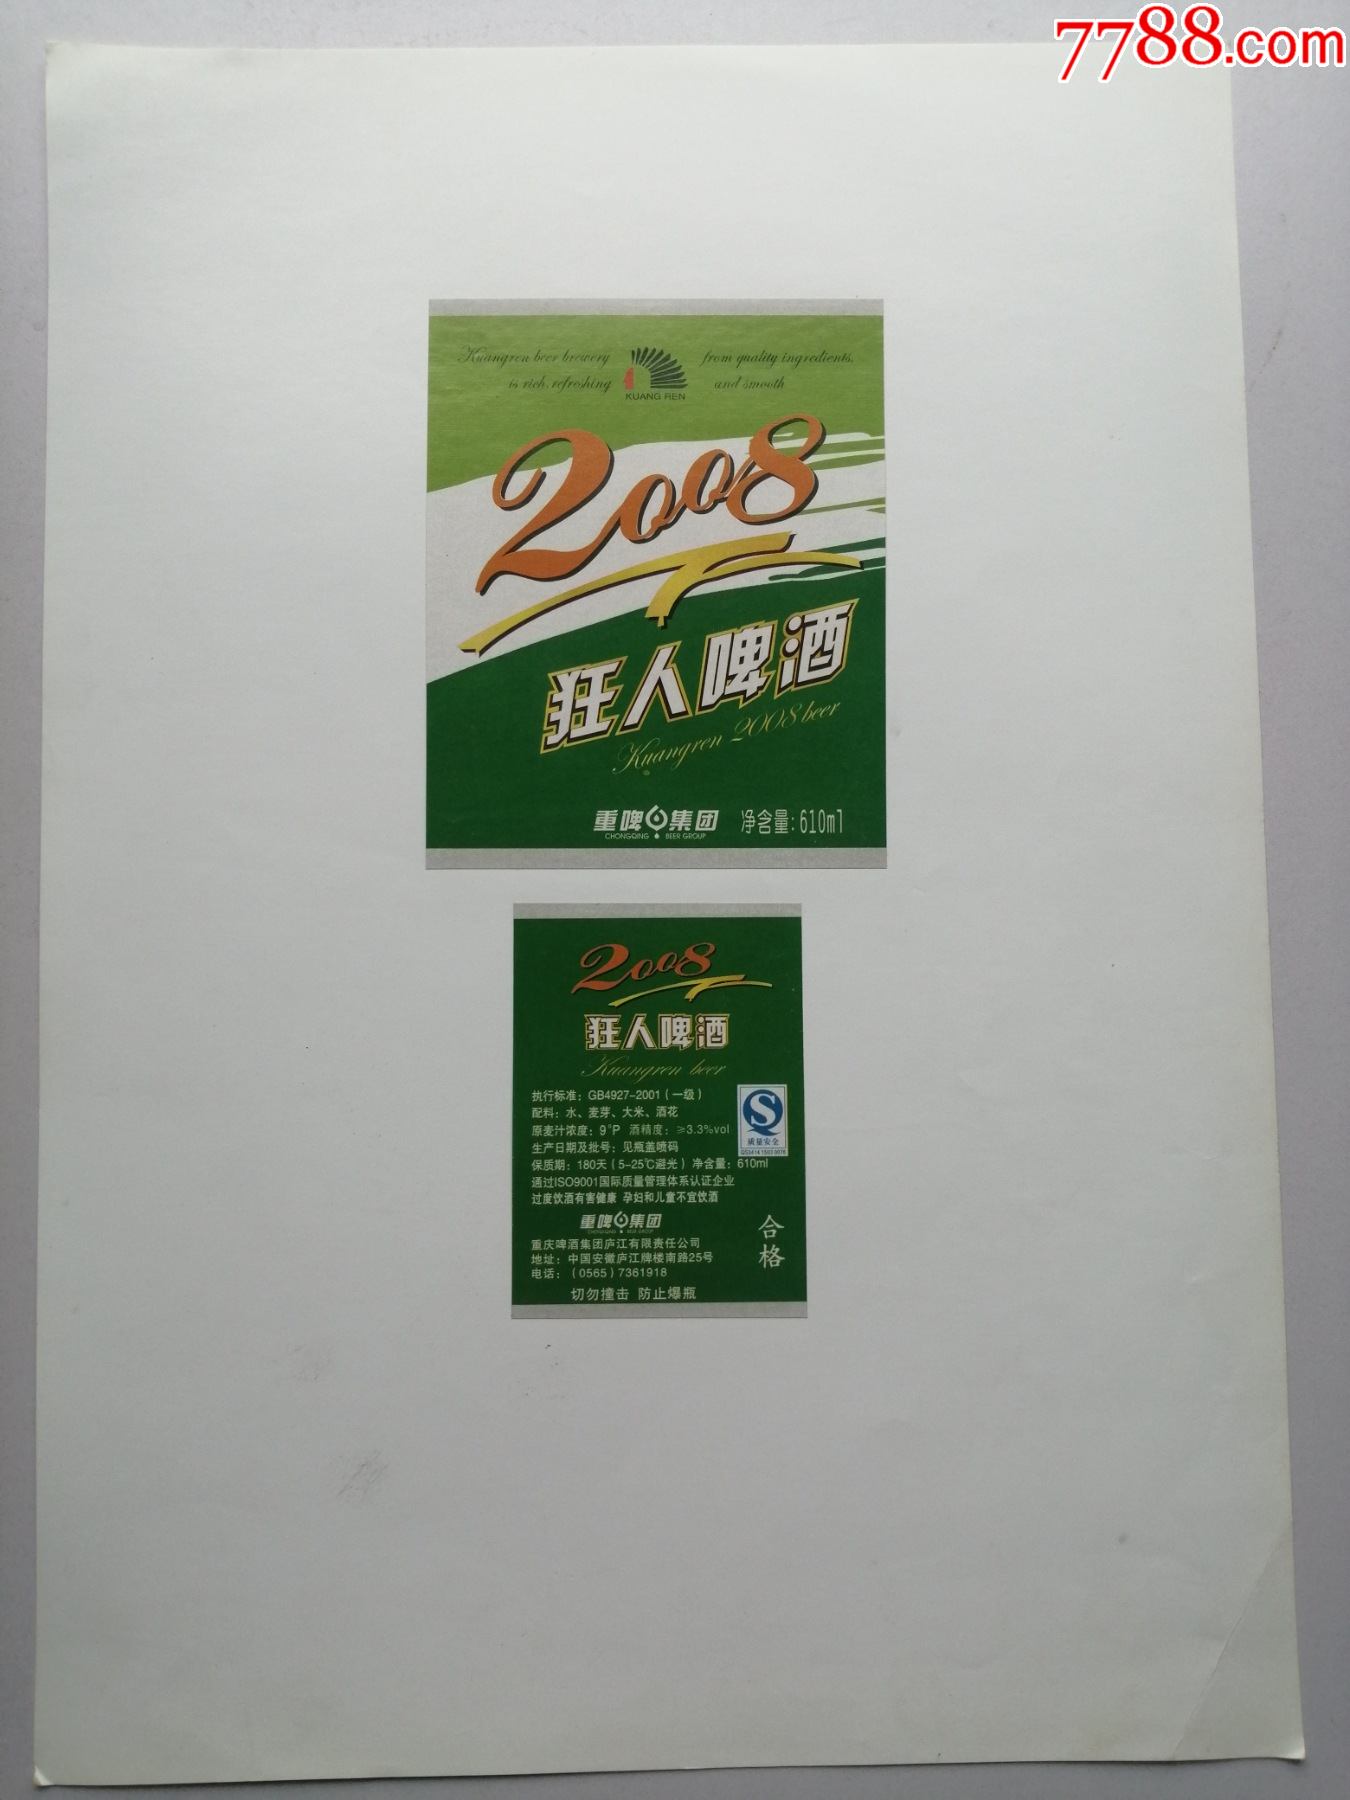 7788.com
Kuangren beer brewery from quality ingredients,
is rich, refreshing and smooth
KUANG REN
2008
狂人啤酒
Kuangren 2008 beer
重啤集团 净含量:610ml
CHONGQING BEER GROUP
2008
狂人啤酒
Kuangren beer
执行标准：GB4927-2001（一级）
配料：水、麦芽、大米、酒花
原麦汁浓度：9°P 酒精度：≥3.3%vol
生产日期及批号：见瓶盖喷码
保质期：180天（5-25℃避光）净含量：610ml
通过ISO9001国际质量管理体系认证企业
过度饮酒有害健康 孕妇和儿童不宜饮酒
S
质量安全
重啤集团
CHONGQING BEER GROUP
重庆啤酒集团庐江有限责任公司
地址：中国安徽庐江牌楼南路25号
电话：（0565）7361918
合格
切勿撞击 防止爆瓶